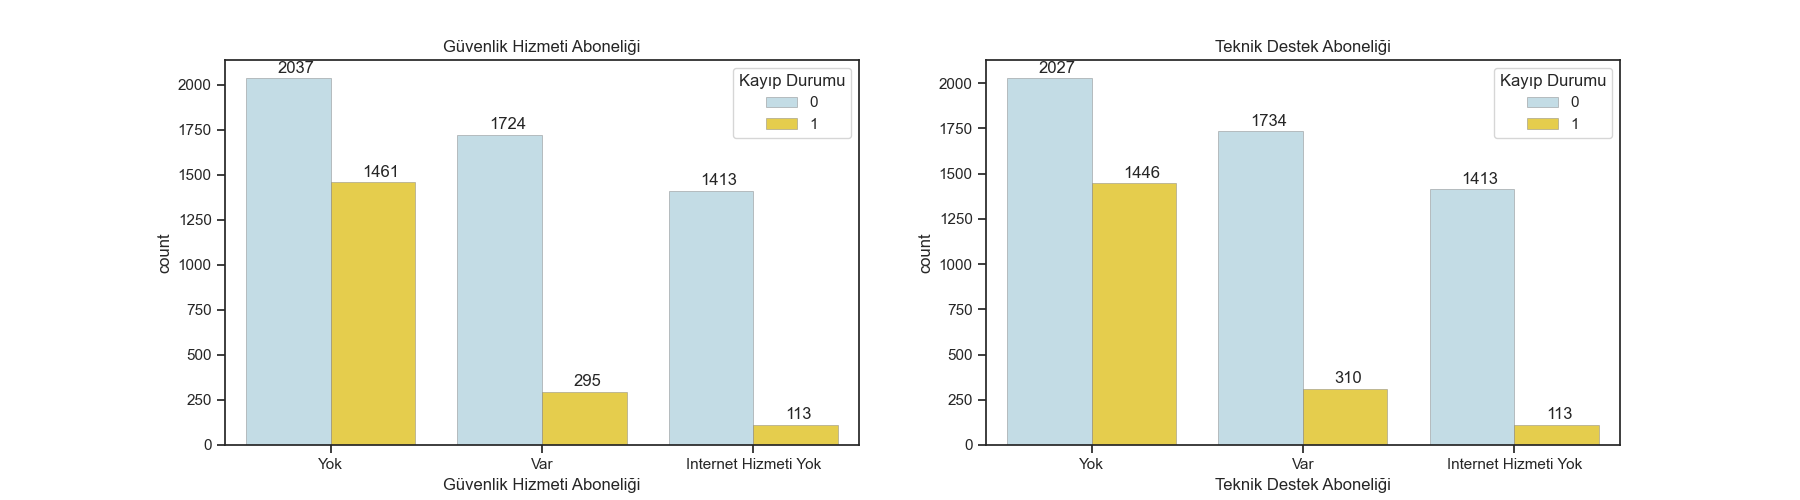 Güvenlik Hizmeti Aboneliği
2037
1461
1724
295
1413
113
Kayıp Durumu
0
1
2000
1750
1500
1250
1000
750
500
250
0
count
Yok
Var
Internet Hizmeti Yok
Güvenlik Hizmeti Aboneliği
Teknik Destek Aboneliği
2027
1446
1734
310
1413
113
Kayıp Durumu
0
1
2000
1750
1500
1250
1000
750
500
250
0
count
Yok
Var
Internet Hizmeti Yok
Teknik Destek Aboneliği